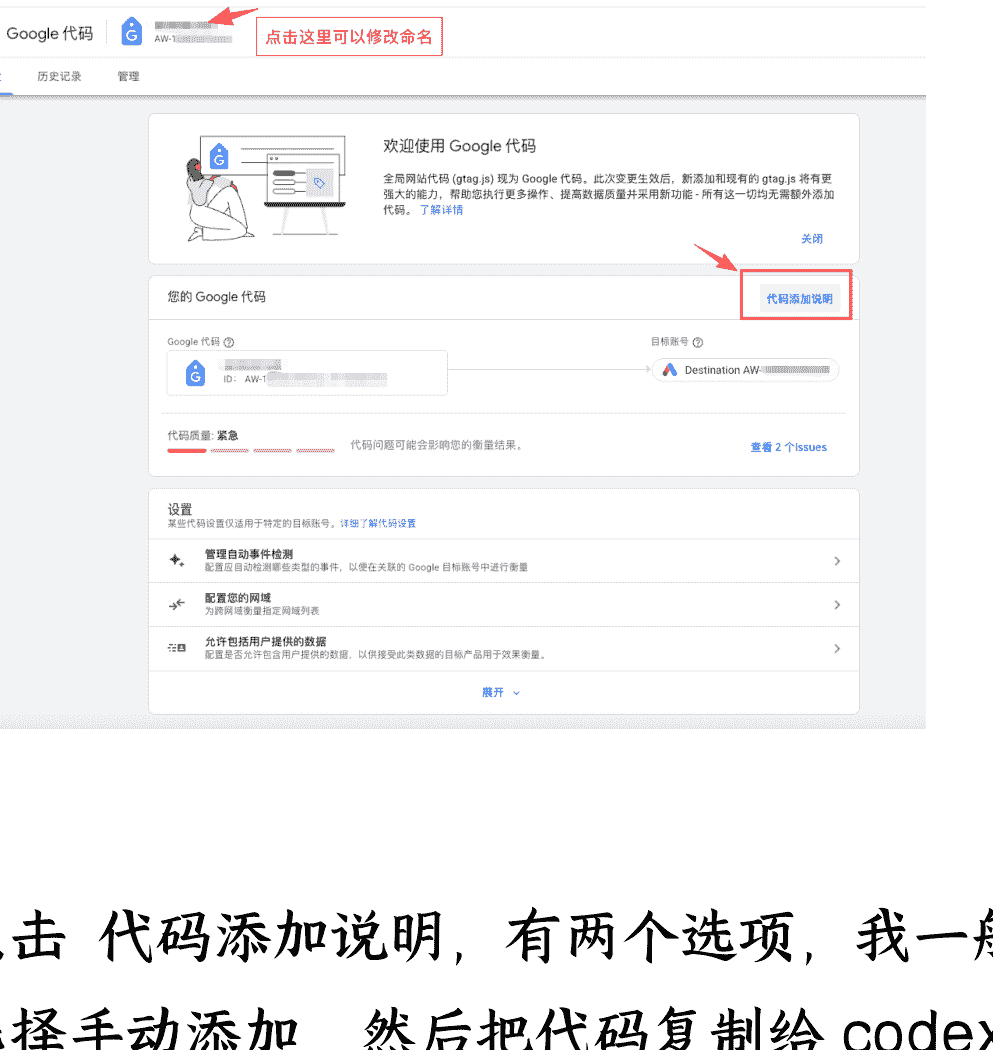 Google 代码
AW-1
点击这里可以修改命名
历史记录
管理
G
欢迎使用 Google 代码
全局网站代码 (gtag.js) 现为 Google 代码。此次变更生效后，新添加和现有的 gtag.js 将有更
强大的能力，帮助您执行更多操作、提高数据质量并采用新功能 - 所有这一切均无需额外添加
代码。 了解详情
关闭
您的 Google 代码
代码添加说明
Google 代码
目标账号
ID： AW-1
Destination AW-
代码质量: 紧急
代码问题可能会影响您的衡量结果。
查看 2 个Issues
设置
某些代码设置仅适用于特定的目标账号。详细了解代码设置
管理自动事件检测
配置应自动检测哪些类型的事件，以便在关联的 Google 目标账号中进行衡量
配置您的网域
为跨网域衡量指定网域列表
允许包括用户提供的数据
配置是否允许包含用户提供的数据，以供接受此类数据的目标产品用于效果衡量。
展开
击 代码添加说明，有两个选项，我一般
选择手动添加 然后把代码复制给 codex